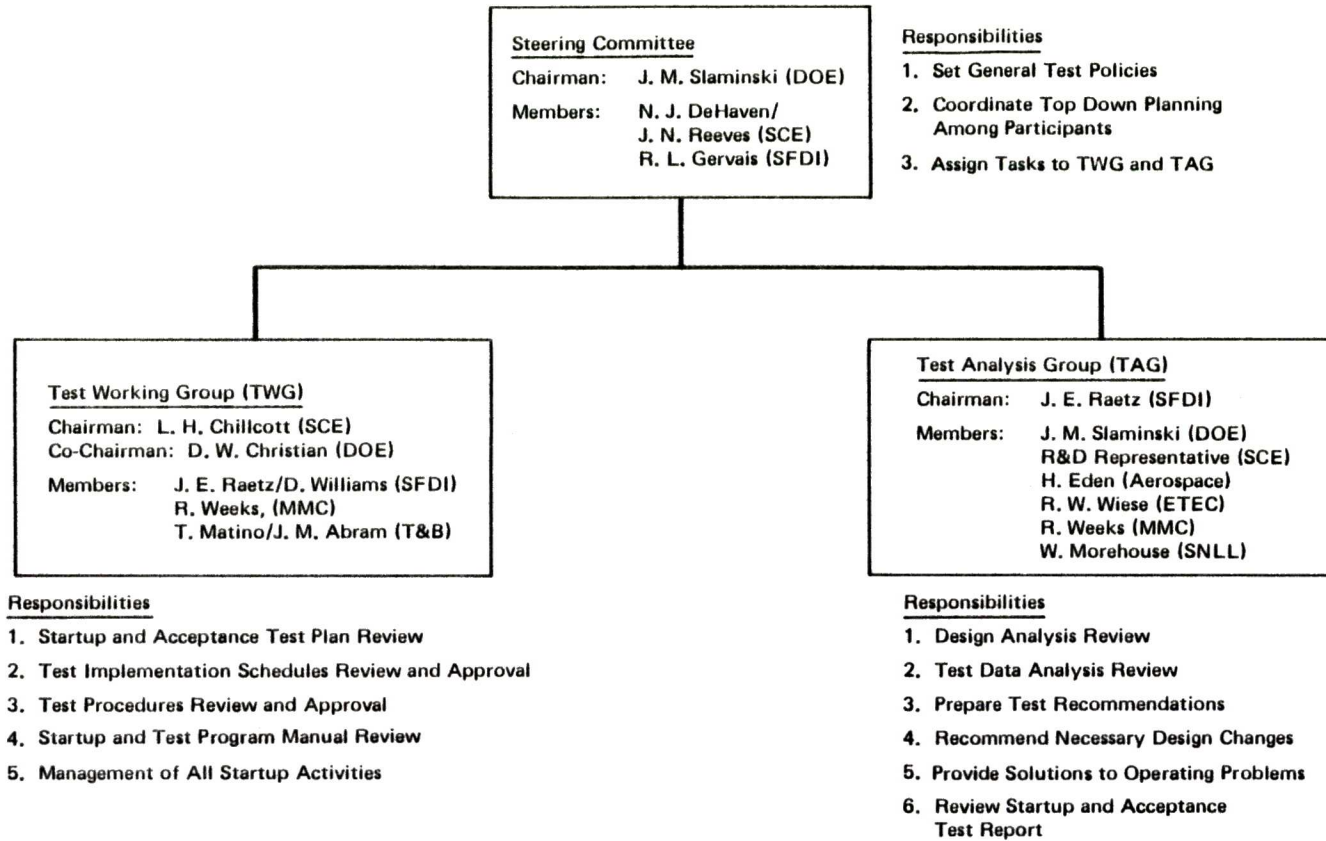 Steering Committee
Chairman: J. M. Slaminski (DOE)
Members: N. J. DeHaven/
J. N. Reeves (SCE)
R. L. Gervais (SFDI)
Responsibilities
1. Set General Test Policies
2. Coordinate Top Down Planning
Among Participants
3. Assign Tasks to TWG and TAG
Test Working Group (TWG)
Chairman: L. H. Chillcott (SCE)
Co-Chairman: D. W. Christian (DOE)
Members: J. E. Raetz/D. Williams (SFDI)
R. Weeks, (MMC)
T. Matino/J. M. Abram (T&B)
Responsibilities
1. Startup and Acceptance Test Plan Review
2. Test Implementation Schedules Review and Approval
3. Test Procedures Review and Approval
4. Startup and Test Program Manual Review
5. Management of All Startup Activities
Test Analysis Group (TAG)
Chairman: J. E. Raetz (SFDI)
Members: J. M. Slaminski (DOE)
R&D Representative (SCE)
H. Eden (Aerospace)
R. W. Wiese (ETEC)
R. Weeks (MMC)
W. Morehouse (SNLL)
Responsibilities
1. Design Analysis Review
2. Test Data Analysis Review
3. Prepare Test Recommendations
4. Recommend Necessary Design Changes
5. Provide Solutions to Operating Problems
6. Review Startup and Acceptance
Test Report